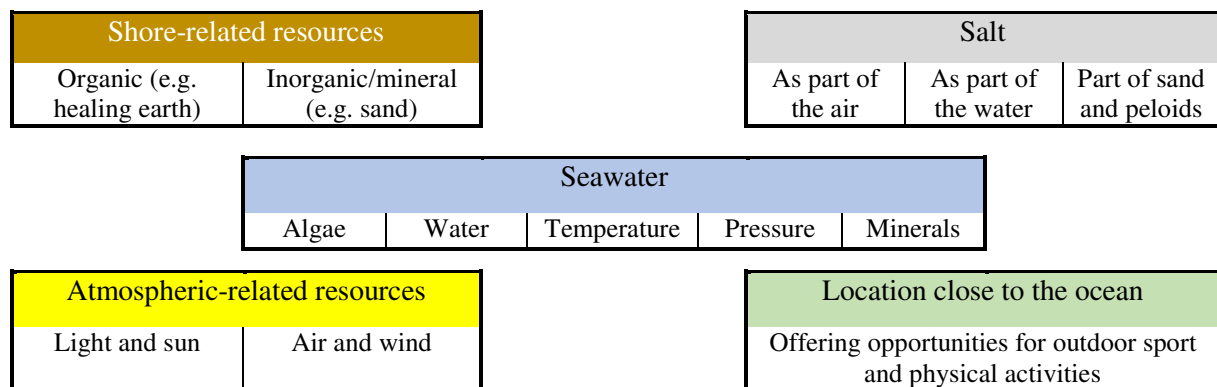 Shore-related resources
Organic (e.g.
healing earth)
Inorganic/mineral
(e.g. sand)
Salt
As part of
the air
As part of
the water
Part of sand
and peloids
Seawater
Algae
Water
Temperature
Pressure
Minerals
Atmospheric-related resources
Light and sun
Air and wind
Location close to the ocean
Offering opportunities for outdoor sport
and physical activities